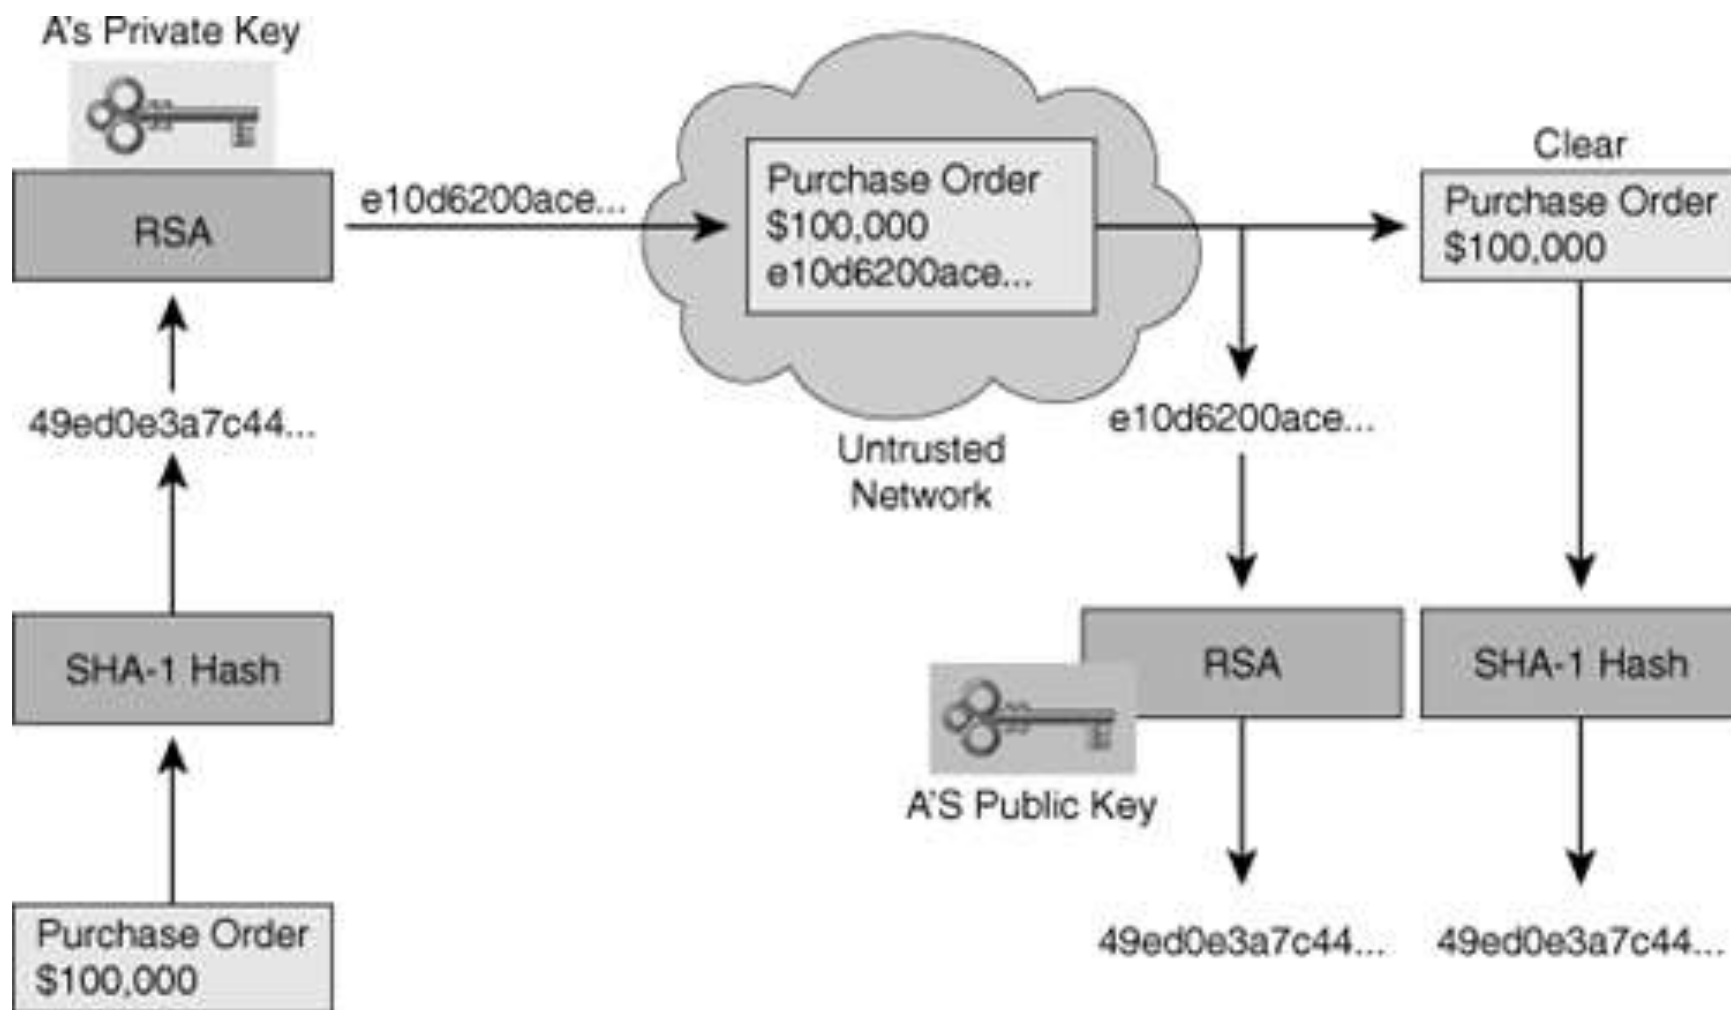 A's Private Key
RSA
e10d6200ace...
49ed0e3a7c44...
SHA-1 Hash
Purchase Order
$100,000
Purchase Order
$100,000
e10d6200ace...
Untrusted
Network
Clear
Purchase Order
$100,000
e10d6200ace...
RSA
SHA-1 Hash
A'S Public Key
49ed0e3a7c44...
49ed0e3a7c44...